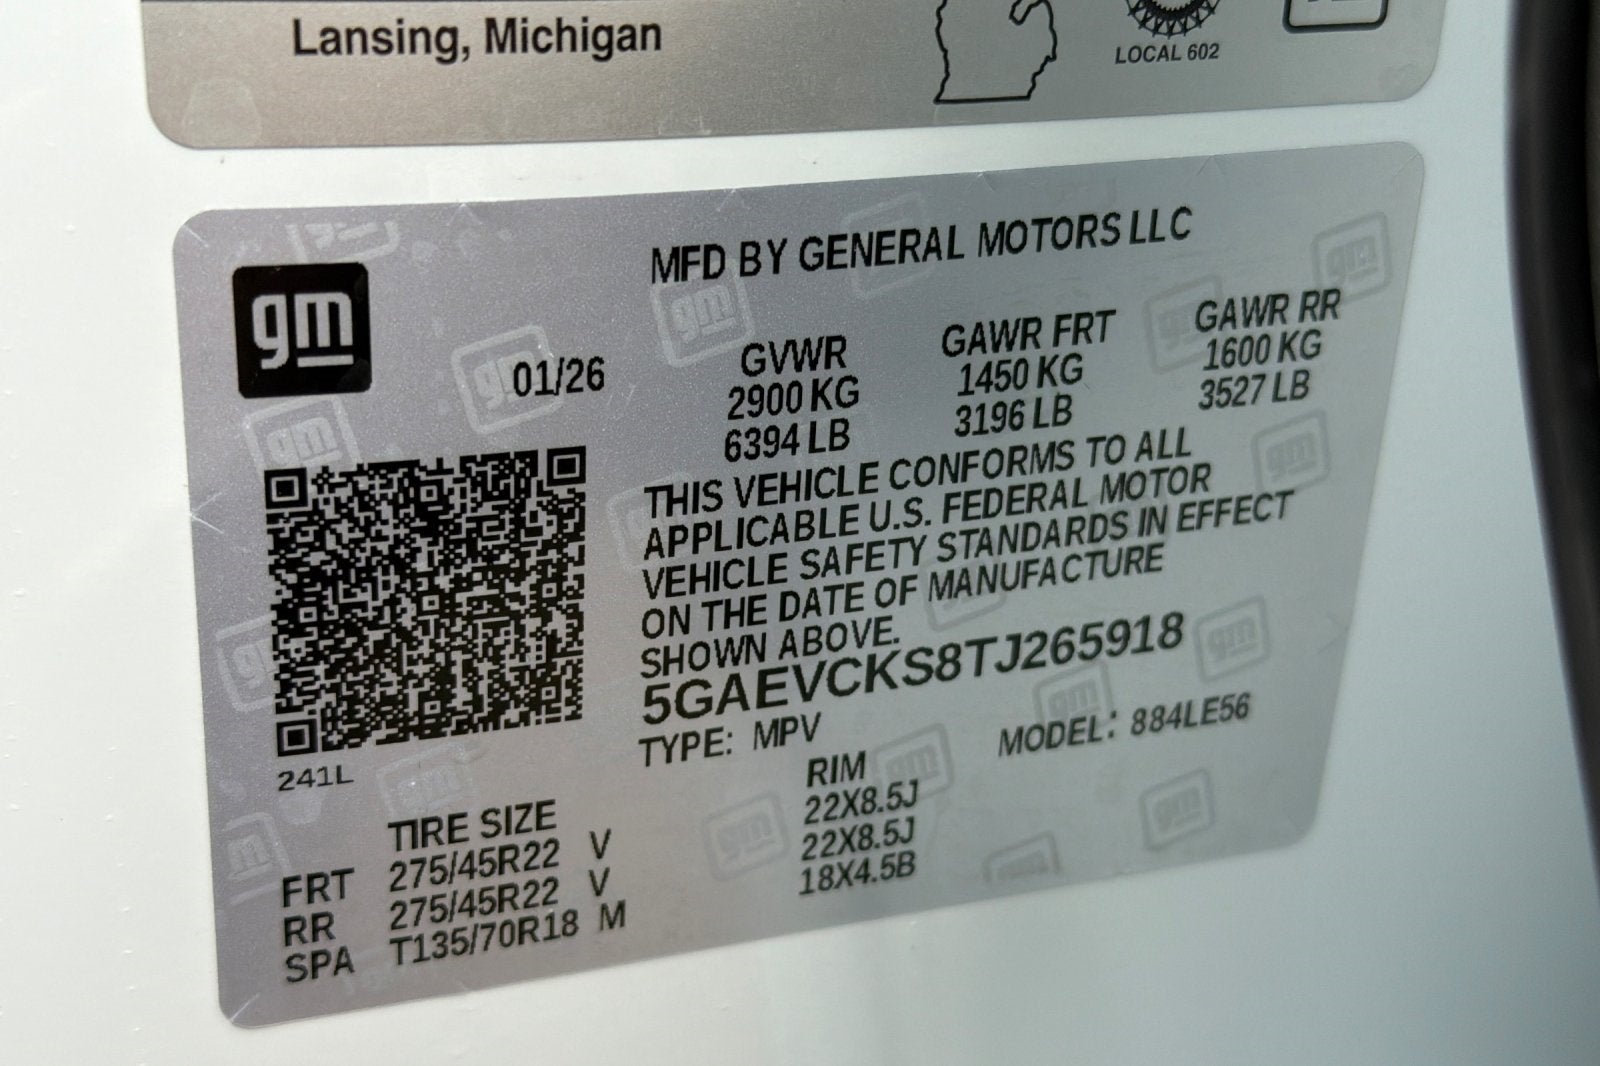 Lansing, Michigan
LOCAL 602
gm
01/26
MFD BY GENERAL MOTORS LLC
GVWR GAWR FRT GAWR RR
2900 KG 1450 KG 1600 KG
6394 LB 3196 LB 3527 LB
THIS VEHICLE CONFORMS TO ALL
APPLICABLE U.S. FEDERAL MOTOR
VEHICLE SAFETY STANDARDS IN EFFECT
ON THE DATE OF MANUFACTURE
SHOWN ABOVE.
5GAEVCKS8TJ265918
TYPE: MPV MODEL: 884LE56
241L
TIRE SIZE RIM
FRT 275/45R22 V 22X8.5J
RR 275/45R22 V 22X8.5J
SPA T135/70R18 M 18X4.5B